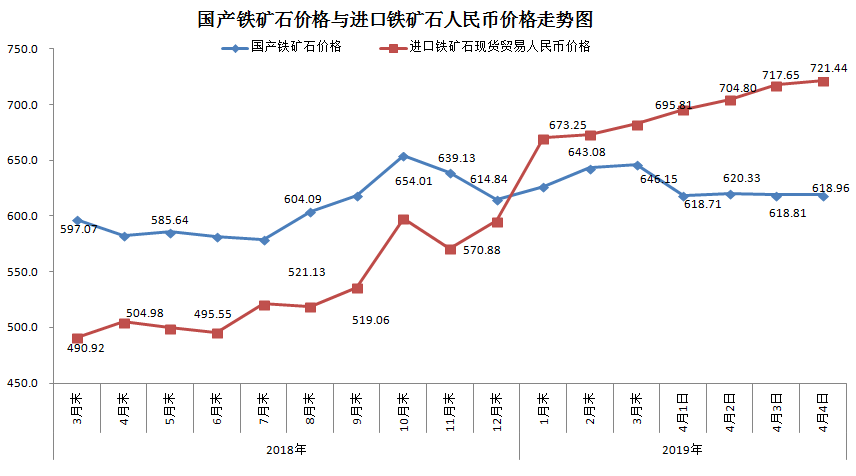 国产铁矿石价格与进口铁矿石人民币价格走势图
国产铁矿石价格 进口铁矿石现货贸易人民币价格
750.0
700.0
650.0
600.0
550.0
500.0
450.0
597.07 585.64 604.09 654.01 639.13 614.84 643.08 646.15 618.71 620.33 618.81 618.96
490.92 504.98 495.55 521.13 519.06 570.88 673.25 695.81 704.80 717.65 721.44
3月末 4月末 5月末 6月末 7月末 8月末 9月末 10月末 11月末 12月末 1月末 2月末 3月末 4月1日 4月2日 4月3日 4月4日
2018年 2019年